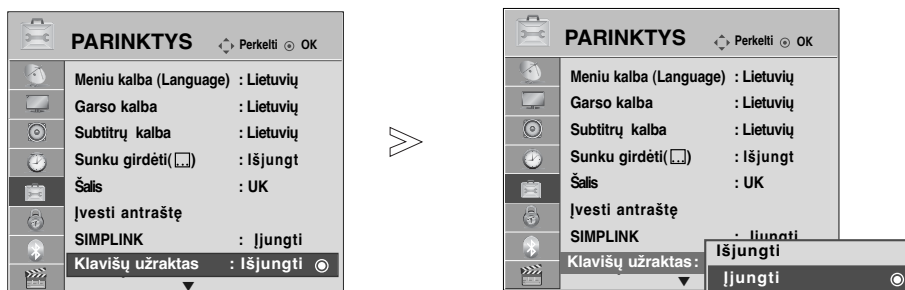 PARINKTYS Perkelti OK
Meniu kalba (Language) : Lietuvių
Garso kalba : Lietuvių
Subtitrų kalba : Lietuvių
Sunku girdėti( ) : Išjungt
Šalis : UK
Įvesti antraštę
SIMPLINK : Įjungti
Klavišų užraktas : Išjungti
PARINKTYS Perkelti OK
Meniu kalba (Language) : Lietuvių
Garso kalba : Lietuvių
Subtitrų kalba : Lietuvių
Sunku girdėti( ) : Išjungt
Šalis : UK
Įvesti antraštę
SIMPLINK : Įjungti
Klavišų užraktas:
Išjungti
Įjungti